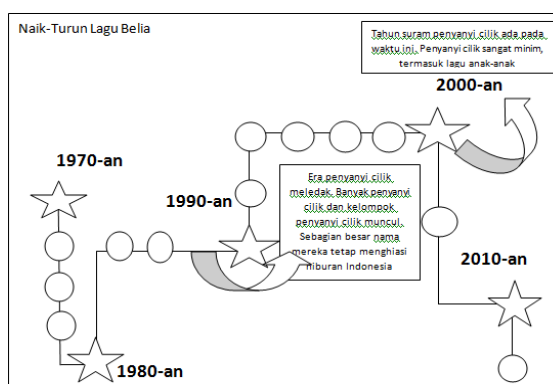 Naik-Turun Lagu Belia
Tahun suram penyanyi cilik ada pada
waktu ini. Penyanyi cilik sangat minim,
termasuk lagu anak-anak
2000-an
1970-an
Era penyanyi cilik
meledak. Banyak penyanyi
cilik dan kelompok
penyanyi cilik muncul.
Sebagian besar nama
mereka tetap menghiasi
hiburan Indonesia
1990-an
2010-an
1980-an